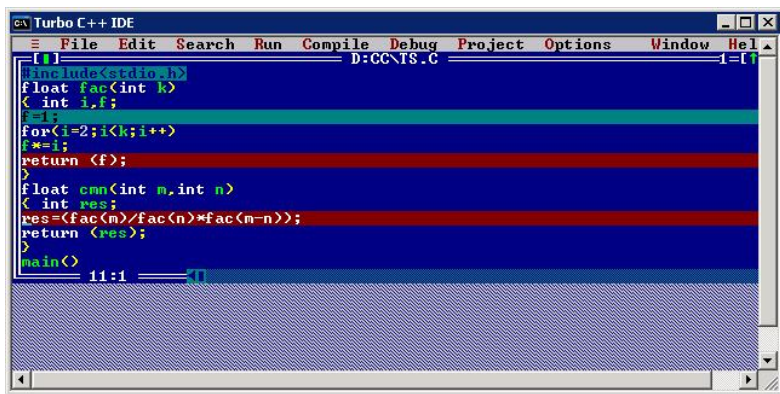 Turbo C++ IDE
≡ File Edit Search Run Compile Debug Project Options Window Hel
[▮] D:CC\TS.C 1=[↑
#include<stdio.h>
float fac(int k)
{ int i,f;
f=1;
for(i=2;i<k;i++)
f*=i;
return (f);
}
float cmn(int m,int n)
{ int res;
res=(fac(m)/fac(n)*fac(m-n));
return (res);
}
main()
11:1